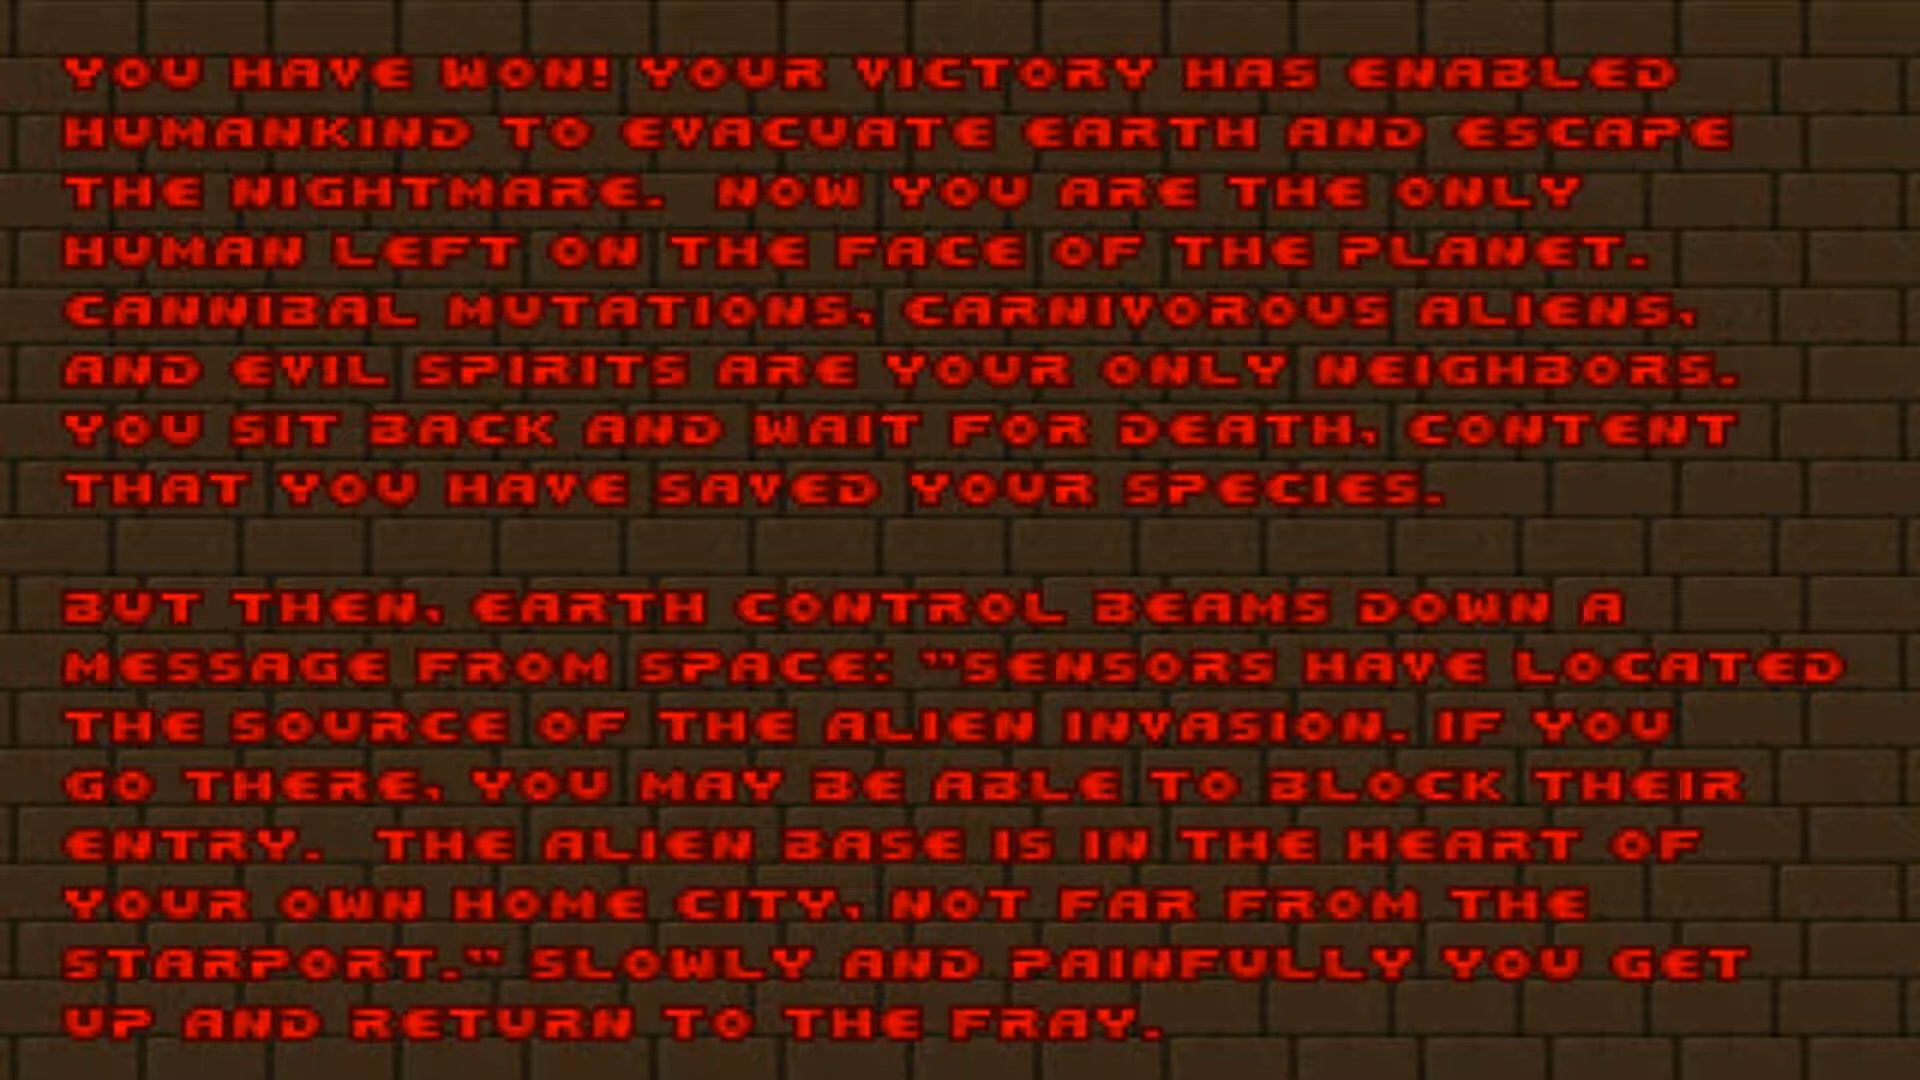 YOU HAVE WON! YOUR VICTORY HAS ENABLED
HUMANKIND TO EVACUATE EARTH AND ESCAPE
THE NIGHTMARE.  NOW YOU ARE THE ONLY
HUMAN LEFT ON THE FACE OF THE PLANET.
CANNIBAL MUTATIONS, CARNIVOROUS ALIENS,
AND EVIL SPIRITS ARE YOUR ONLY NEIGHBORS.
YOU SIT BACK AND WAIT FOR DEATH, CONTENT
THAT YOU HAVE SAVED YOUR SPECIES.

BUT THEN, EARTH CONTROL BEAMS DOWN A
MESSAGE FROM SPACE: "SENSORS HAVE LOCATED
THE SOURCE OF THE ALIEN INVASION. IF YOU
GO THERE, YOU MAY BE ABLE TO BLOCK THEIR
ENTRY.  THE ALIEN BASE IS IN THE HEART OF
YOUR OWN HOME CITY, NOT FAR FROM THE
STARPORT." SLOWLY AND PAINFULLY YOU GET
UP AND RETURN TO THE FRAY.